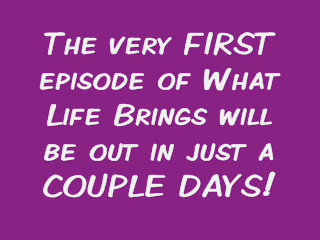 The very FIRST
episode of What
Life Brings will
be out in just a
COUPLE DAYS!